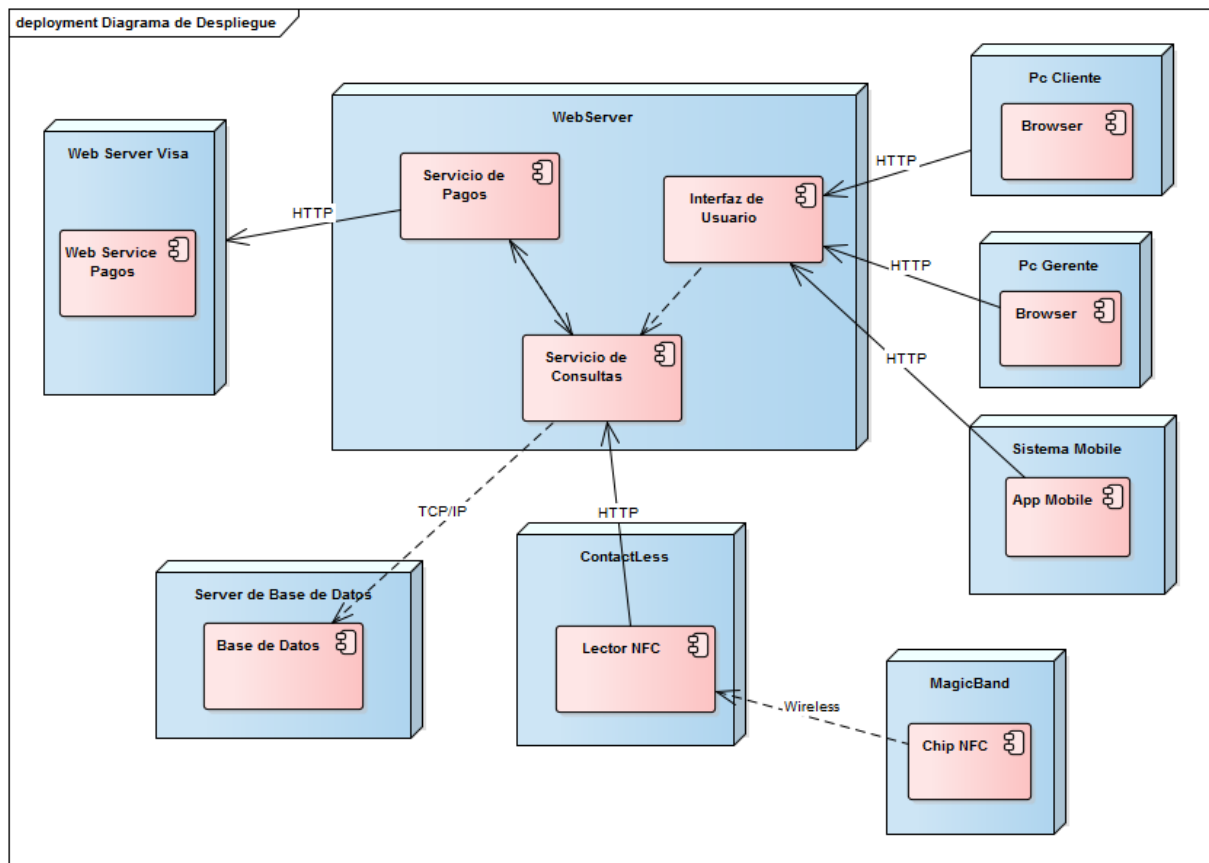 deployment Diagrama de Despliegue
Pc Cliente
Browser
WebServer
Web Server Visa
Servicio de
Pagos
Interfaz de
Usuario
HTTP
HTTP
Web Service
Pagos
Pc Gerente
Browser
HTTP
Servicio de
Consultas
HTTP
Sistema Mobile
App Mobile
TCP/IP
HTTP
ContactLess
Server de Base de Datos
Base de Datos
Lector NFC
MagicBand
Wireless
Chip NFC